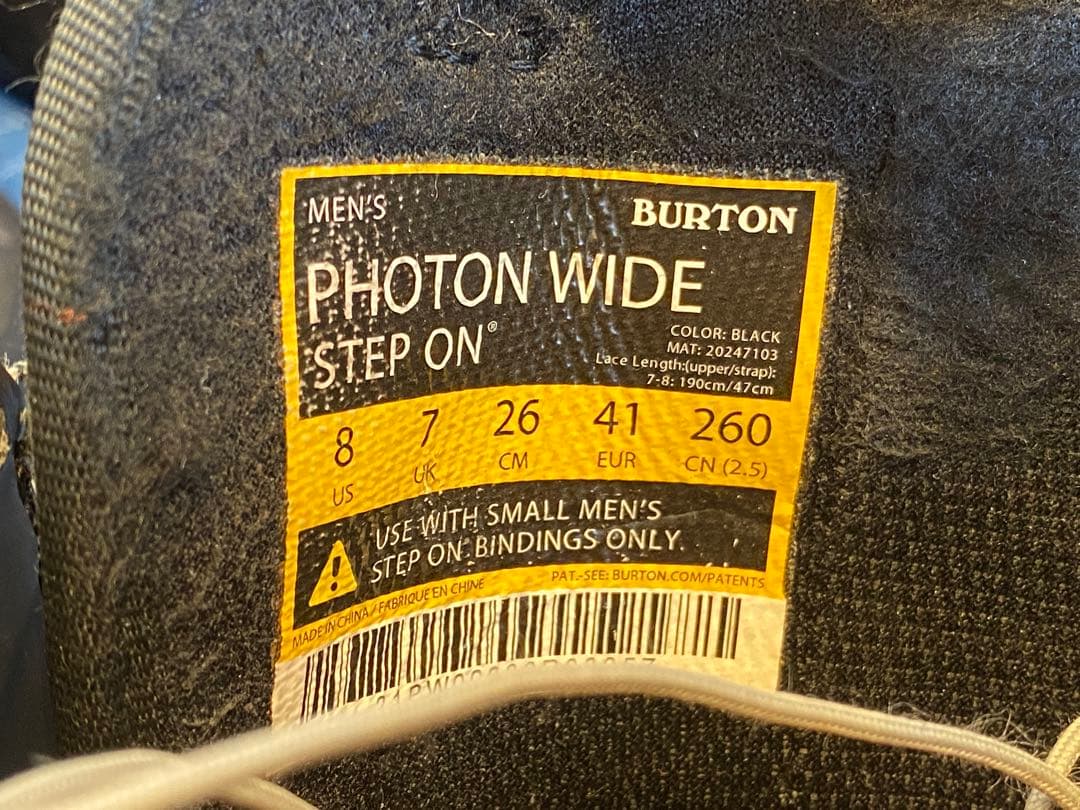 MEN'S
BURTON
PHOTON WIDE
STEP ON®
COLOR: BLACK
MAT: 20247103
Lace Length:(upper/strap):
7-8: 190cm/47cm
8 7 26 41 260
US UK CM EUR CN (2.5)
USE WITH SMALL MEN'S
STEP ON® BINDINGS ONLY.
MADE IN CHINA / FABRIQUE EN CHINE
PAT.-SEE: BURTON.COM/PATENTS